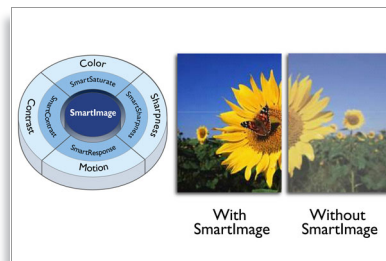 Color
SmartSaturate
Contrast
SmartContrast
SmartImage
SmartSharpness
Sharpness
SmartResponse
Motion
With
SmartImage
Without
SmartImage